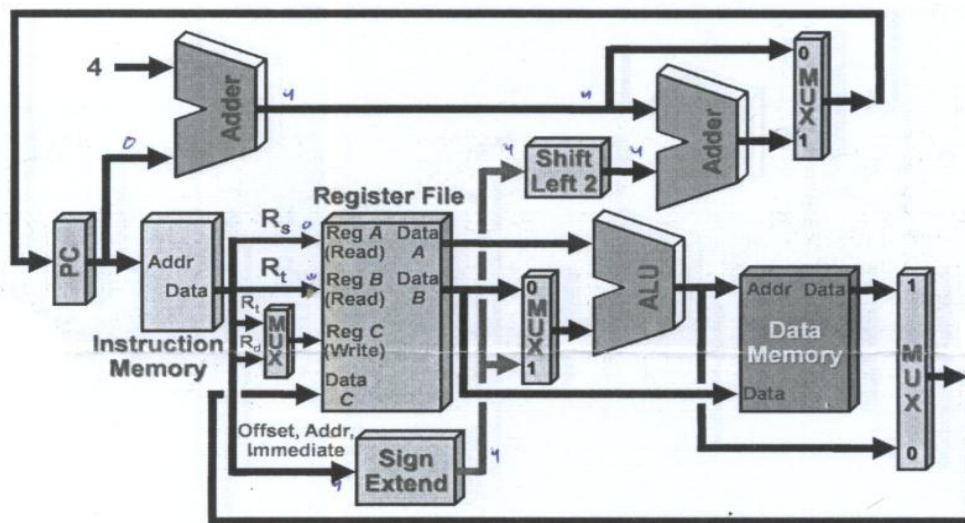 4
Adder
0
4
4
0
MUX
1
Adder
4
Shift
Left 2
4
Register File
PC
Addr
Data
Instruction
Memory
Rs
0
Rt
Rt
Rd
MUX
Reg A
(Read)
Data
A
Reg B
(Read)
Data
B
Reg C
(Write)
Data
C
0
MUX
1
ALU
Addr Data
Data
Memory
Data
1
MUX
0
Offset, Addr,
Immediate
Sign
Extend
4